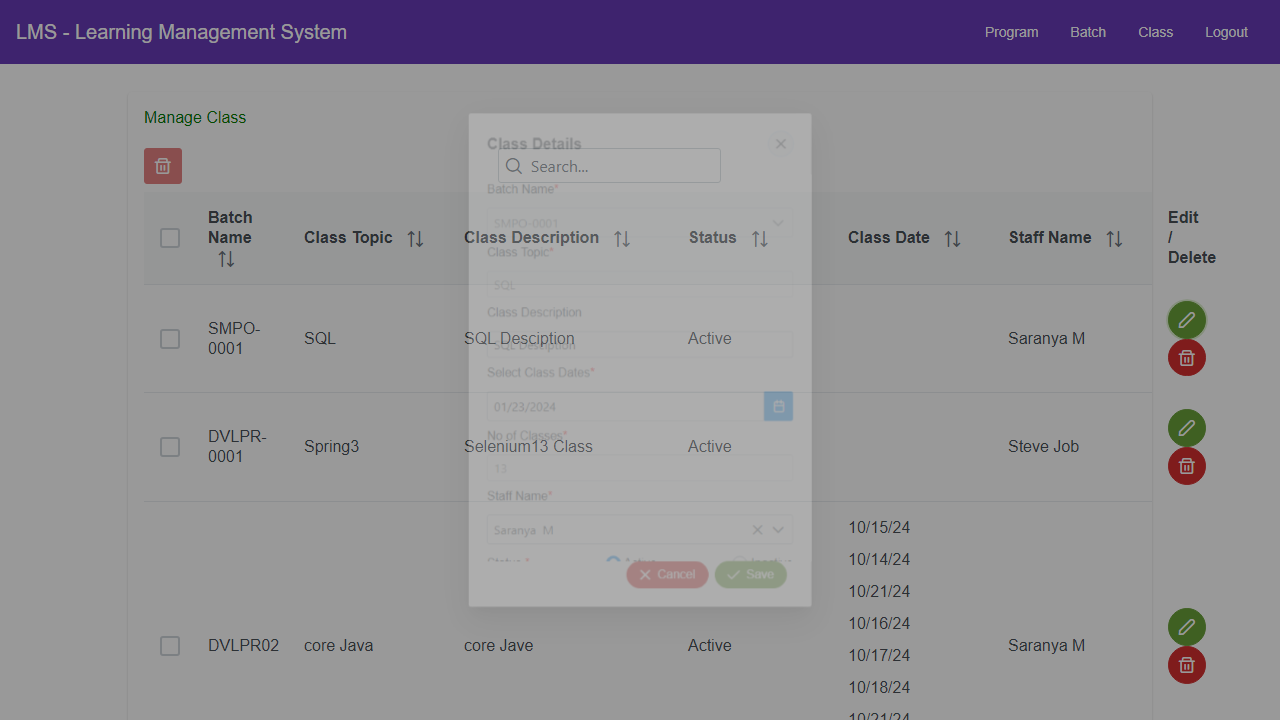 LMS - Learning Management System
Program Batch Class Logout
Manage Class
Class Details
Search...
Batch Name*
SMPO-0001
Batch Name
Class Topic
Class Description
Status
Class Date
Staff Name
Edit / Delete
Class Topic*
SQL
Class Description
SQL Desciption
Select Class Dates*
01/23/2024
No of Classes*
13
Staff Name*
Saranya M
Status * Active Inactive
Cancel Save
SMPO-0001 SQL SQL Desciption Active Saranya M
DVLPR-0001 Spring3 Selenium13 Class Active Steve Job
DVLPR02 core Java core Jave Active Saranya M
10/15/24
10/14/24
10/21/24
10/16/24
10/17/24
10/18/24
10/21/24